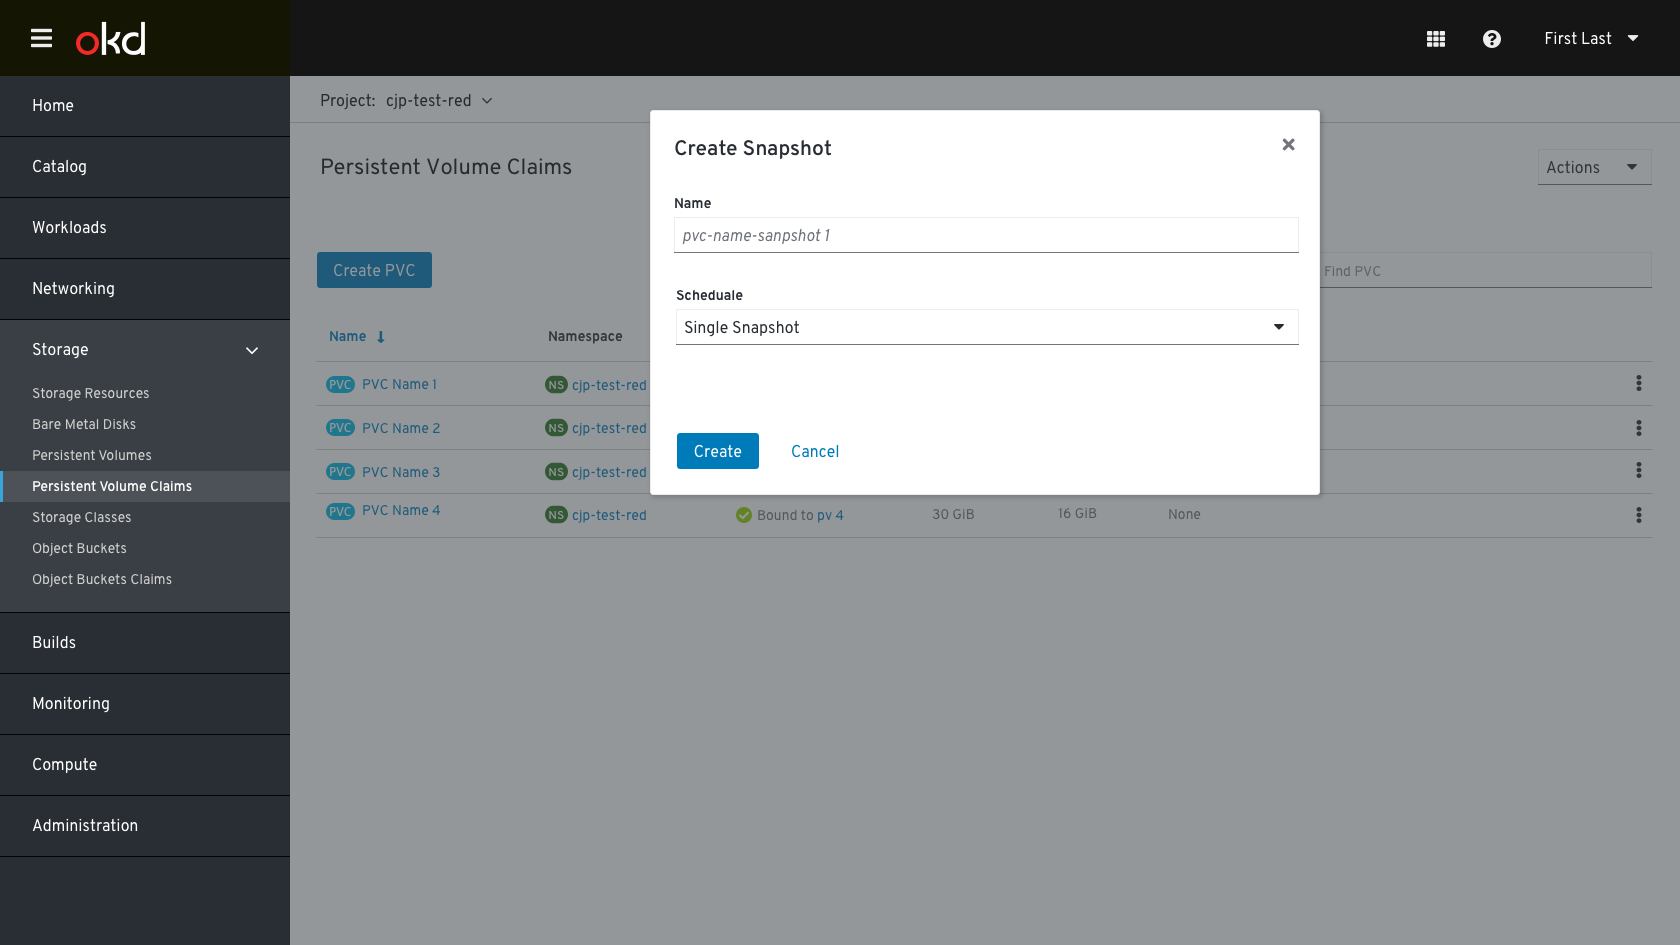 okd
First Last
Home
Catalog
Workloads
Networking
Storage
Storage Resources
Bare Metal Disks
Persistent Volumes
Persistent Volume Claims
Storage Classes
Object Buckets
Object Buckets Claims
Builds
Monitoring
Compute
Administration
Project: cjp-test-red
Persistent Volume Claims
Actions
Create PVC
Find PVC
Name Namespace
PVC PVC Name 1 NS cjp-test-red
PVC PVC Name 2 NS cjp-test-red
PVC PVC Name 3 NS cjp-test-red
PVC PVC Name 4 NS cjp-test-red Bound to pv 4 30 GiB 16 GiB None
Create Snapshot
Name
pvc-name-sanpshot 1
Scheduale
Single Snapshot
Create Cancel